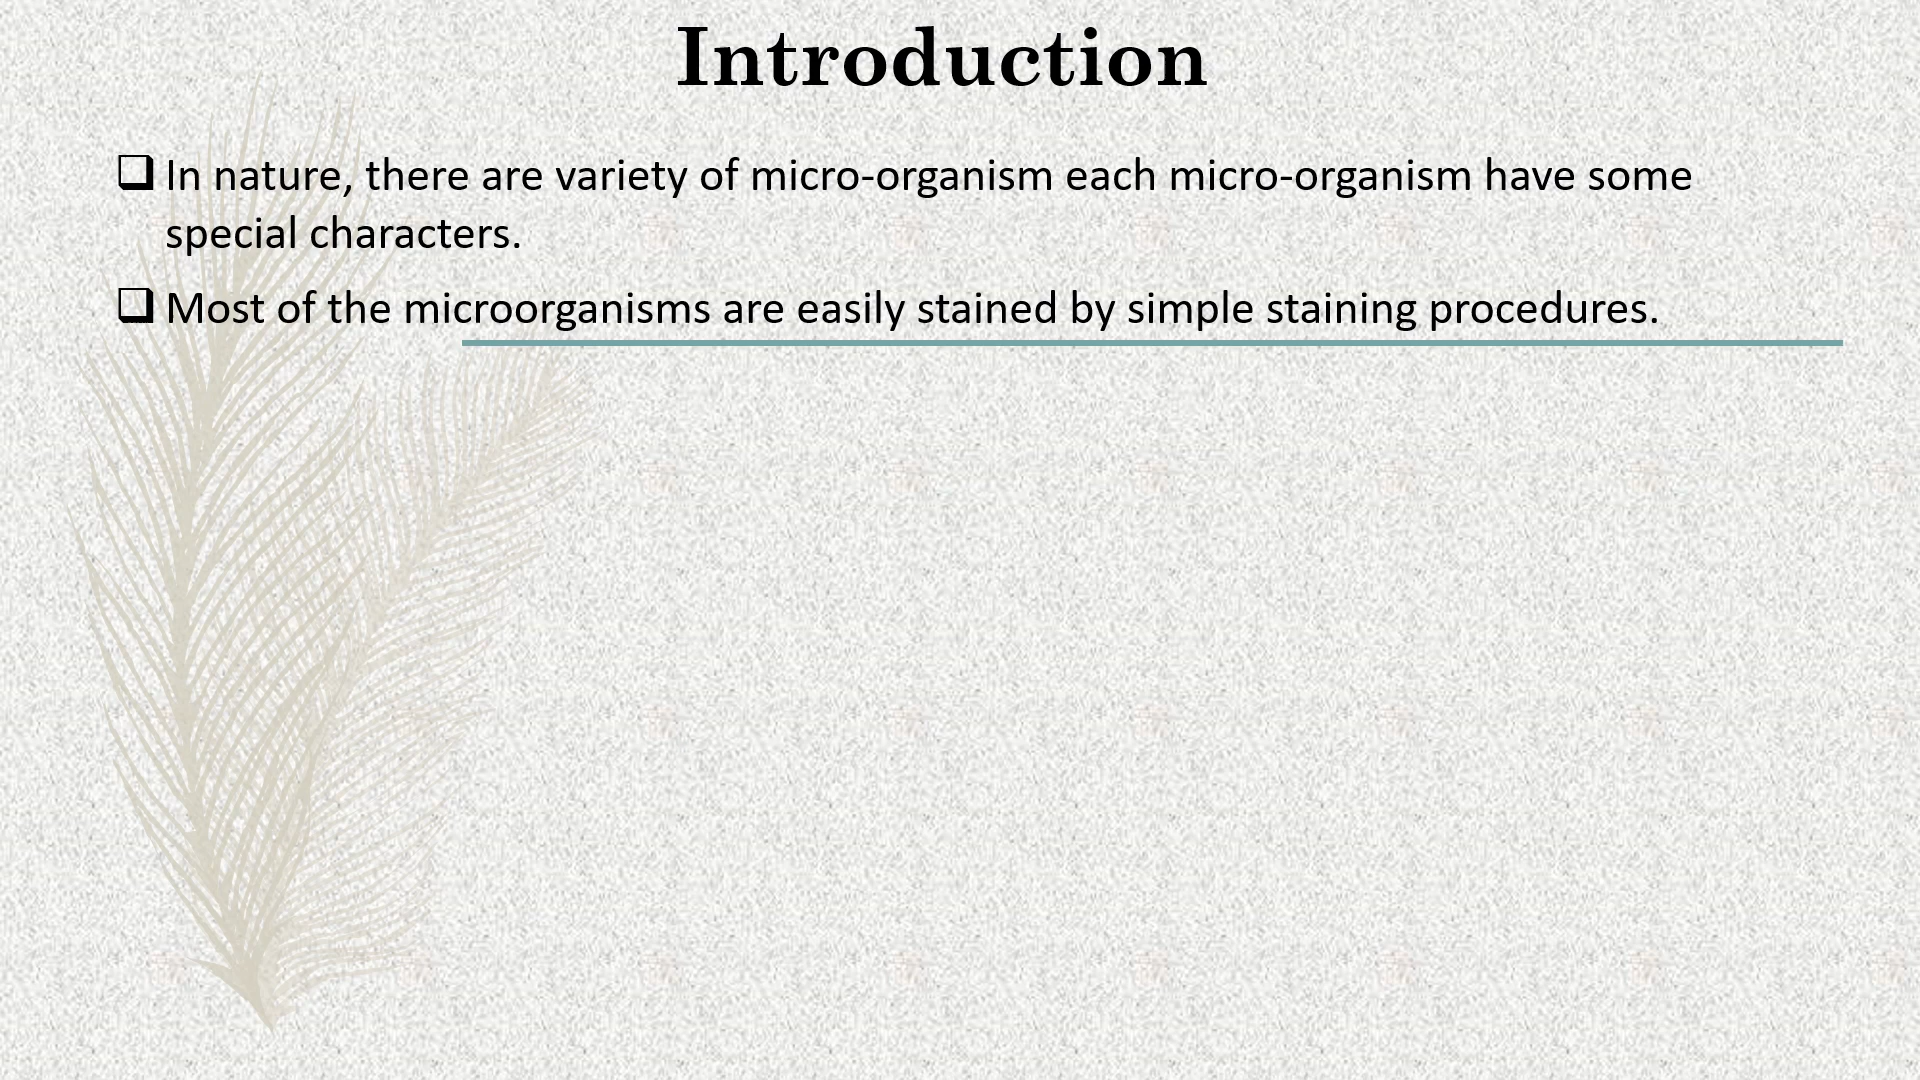 Introduction
❑ In nature, there are variety of micro-organism each micro-organism have some
special characters.
❑ Most of the microorganisms are easily stained by simple staining procedures.